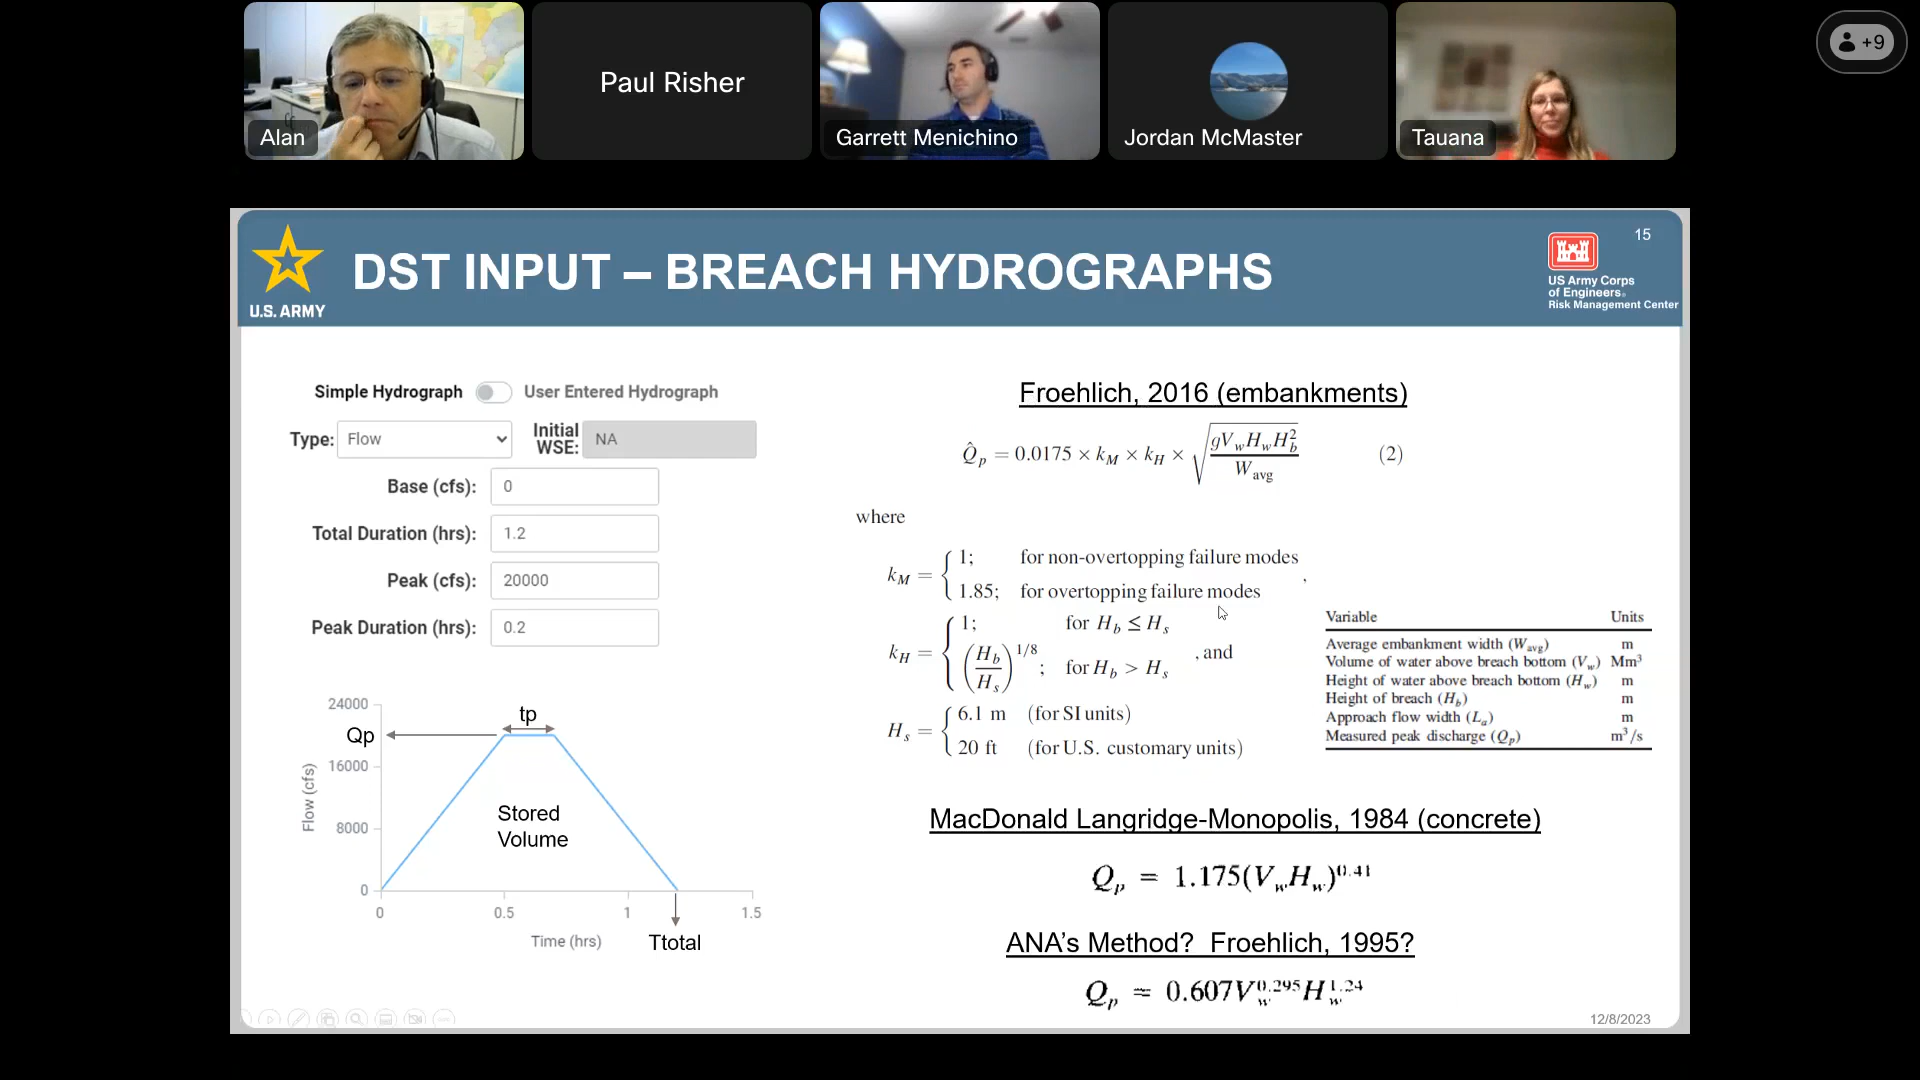 Alan
Paul Risher
Garrett Menichino
Jordan McMaster
Tauana
+9
U.S. ARMY
DST INPUT – BREACH HYDROGRAPHS
15
US Army Corps
of Engineers®
Risk Management Center
Simple Hydrograph User Entered Hydrograph
Type: Flow Initial WSE: NA
Base (cfs): 0
Total Duration (hrs): 1.2
Peak (cfs): 20000
Peak Duration (hrs): 0.2
24000
tp
Qp
16000
Flow (cfs)
Stored
Volume
8000
0
0 0.5 1 1.5
Time (hrs)
Ttotal
Froehlich, 2016 (embankments)
Q̂p = 0.0175 × kM × kH × √(gVwHwHb²/Wavg) (2)
where
kM = { 1; for non-overtopping failure modes
1.85; for overtopping failure modes ,
kH = { 1; for Hb ≤ Hs
(Hb/Hs)^1/8; for Hb > Hs , and
Hs = { 6.1 m (for SI units)
20 ft (for U.S. customary units)
Variable Units
Average embankment width (Wavg) m
Volume of water above breach bottom (Vw) Mm³
Height of water above breach bottom (Hw) m
Height of breach (Hb) m
Approach flow width (La) m
Measured peak discharge (Qp) m³/s
MacDonald Langridge-Monopolis, 1984 (concrete)
Qp = 1.175(VwHw)^0.41
ANA's Method? Froehlich, 1995?
Qp = 0.607Vw^0.295Hw^1.24
12/8/2023